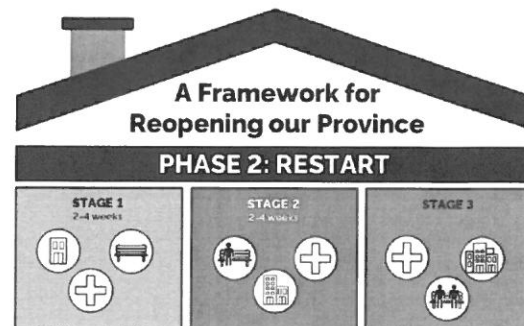 A Framework for
Reopening our Province
PHASE 2: RESTART
STAGE 1
2-4 weeks
STAGE 2
2-4 weeks
STAGE 3